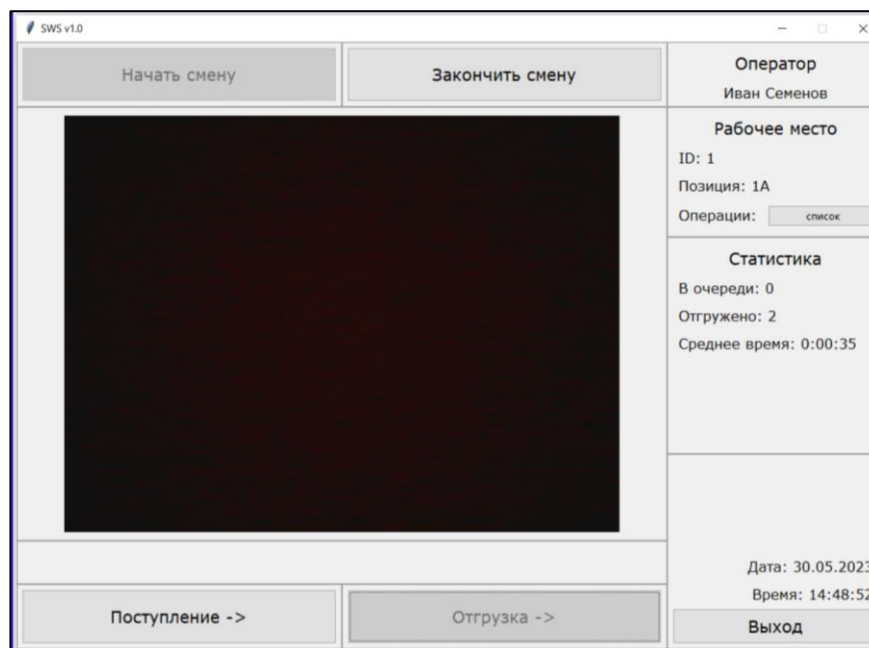 SWS v1.0
Начать смену
Закончить смену
Оператор
Иван Семенов
Рабочее место
ID: 1
Позиция: 1А
Операции: список
Статистика
В очереди: 0
Отгружено: 2
Среднее время: 0:00:35
Дата: 30.05.2023
Время: 14:48:52
Поступление ->
Отгрузка ->
Выход